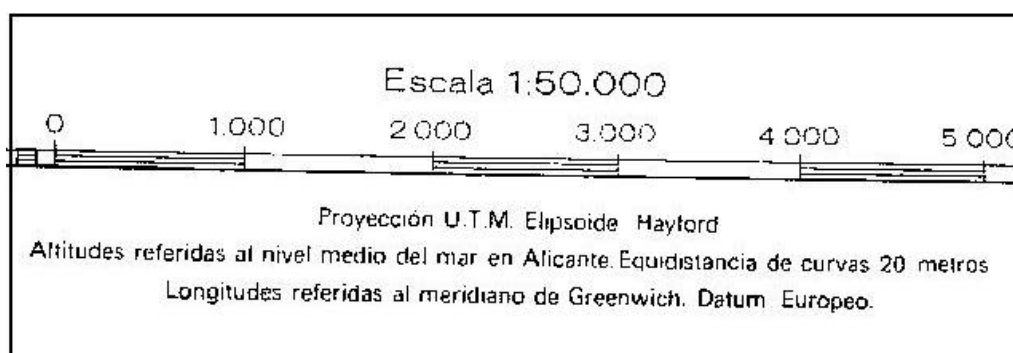 Escala 1:50.000
0 1.000 2 000 3.000 4 000 5 000
Proyección U.T.M. Elipsoide Hayford
Altitudes referidas al nivel medio del mar en Alicante. Equidistancia de curvas 20 metros
Longitudes referidas al meridiano de Greenwich. Datum Europeo.